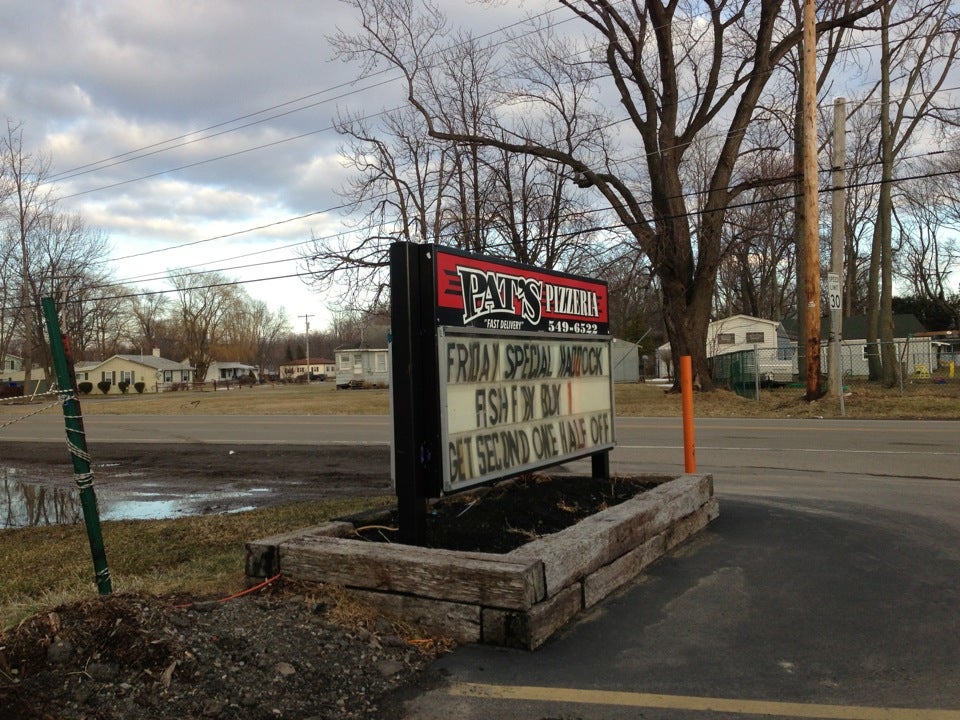 PAT'S PIZZERIA
"FAST DELIVERY" 549-6522
FRIDAY SPECIAL HADDOCK
FISH FRY BUY 1
GET SECOND ONE HALF OFF
30